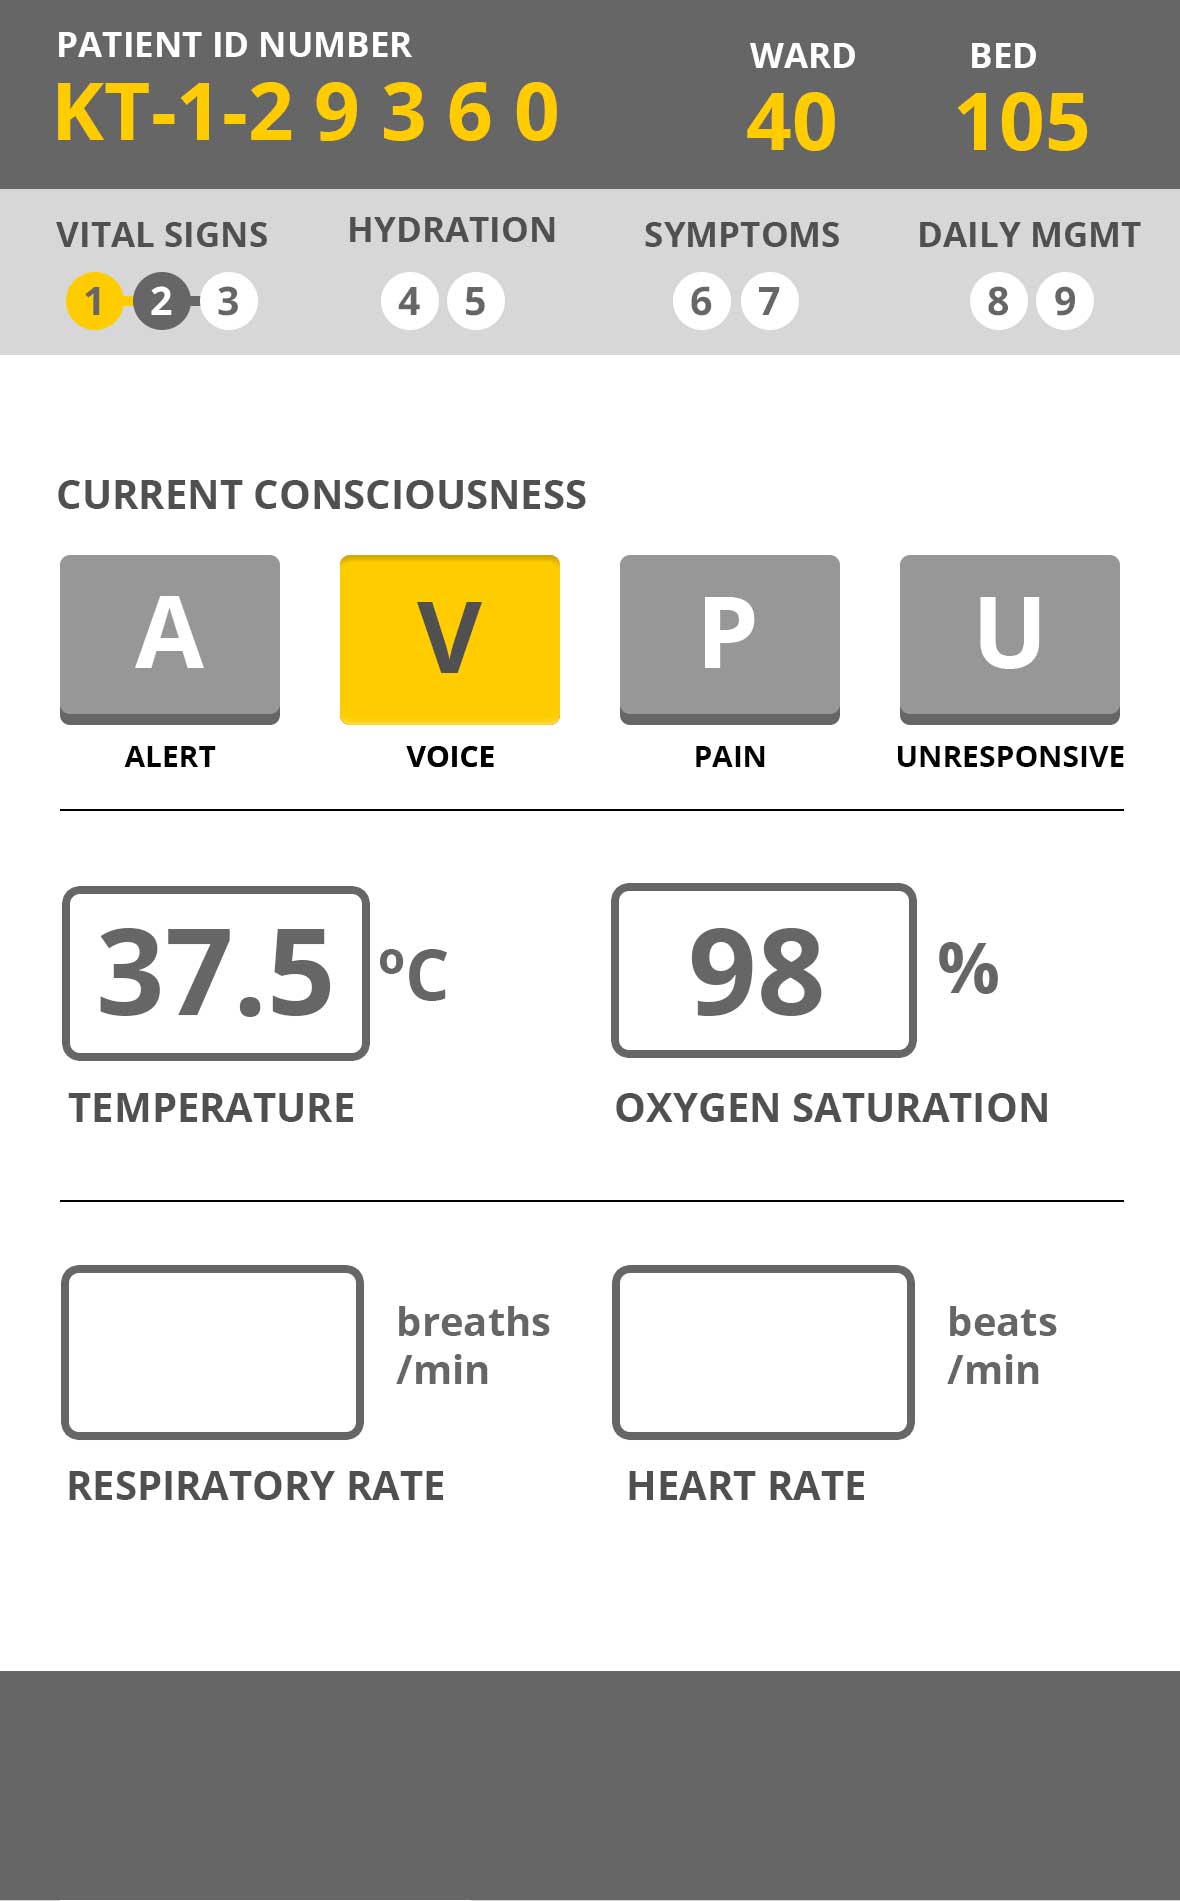 PATIENT ID NUMBER
KT-1-2 9 3 6 0
WARD
40
BED
105
VITAL SIGNS
1 2 3
HYDRATION
4 5
SYMPTOMS
6 7
DAILY MGMT
8 9
CURRENT CONSCIOUSNESS
A V P U
ALERT VOICE PAIN UNRESPONSIVE
37.5 ºC
TEMPERATURE
98 %
OXYGEN SATURATION
breaths
/min
RESPIRATORY RATE
beats
/min
HEART RATE